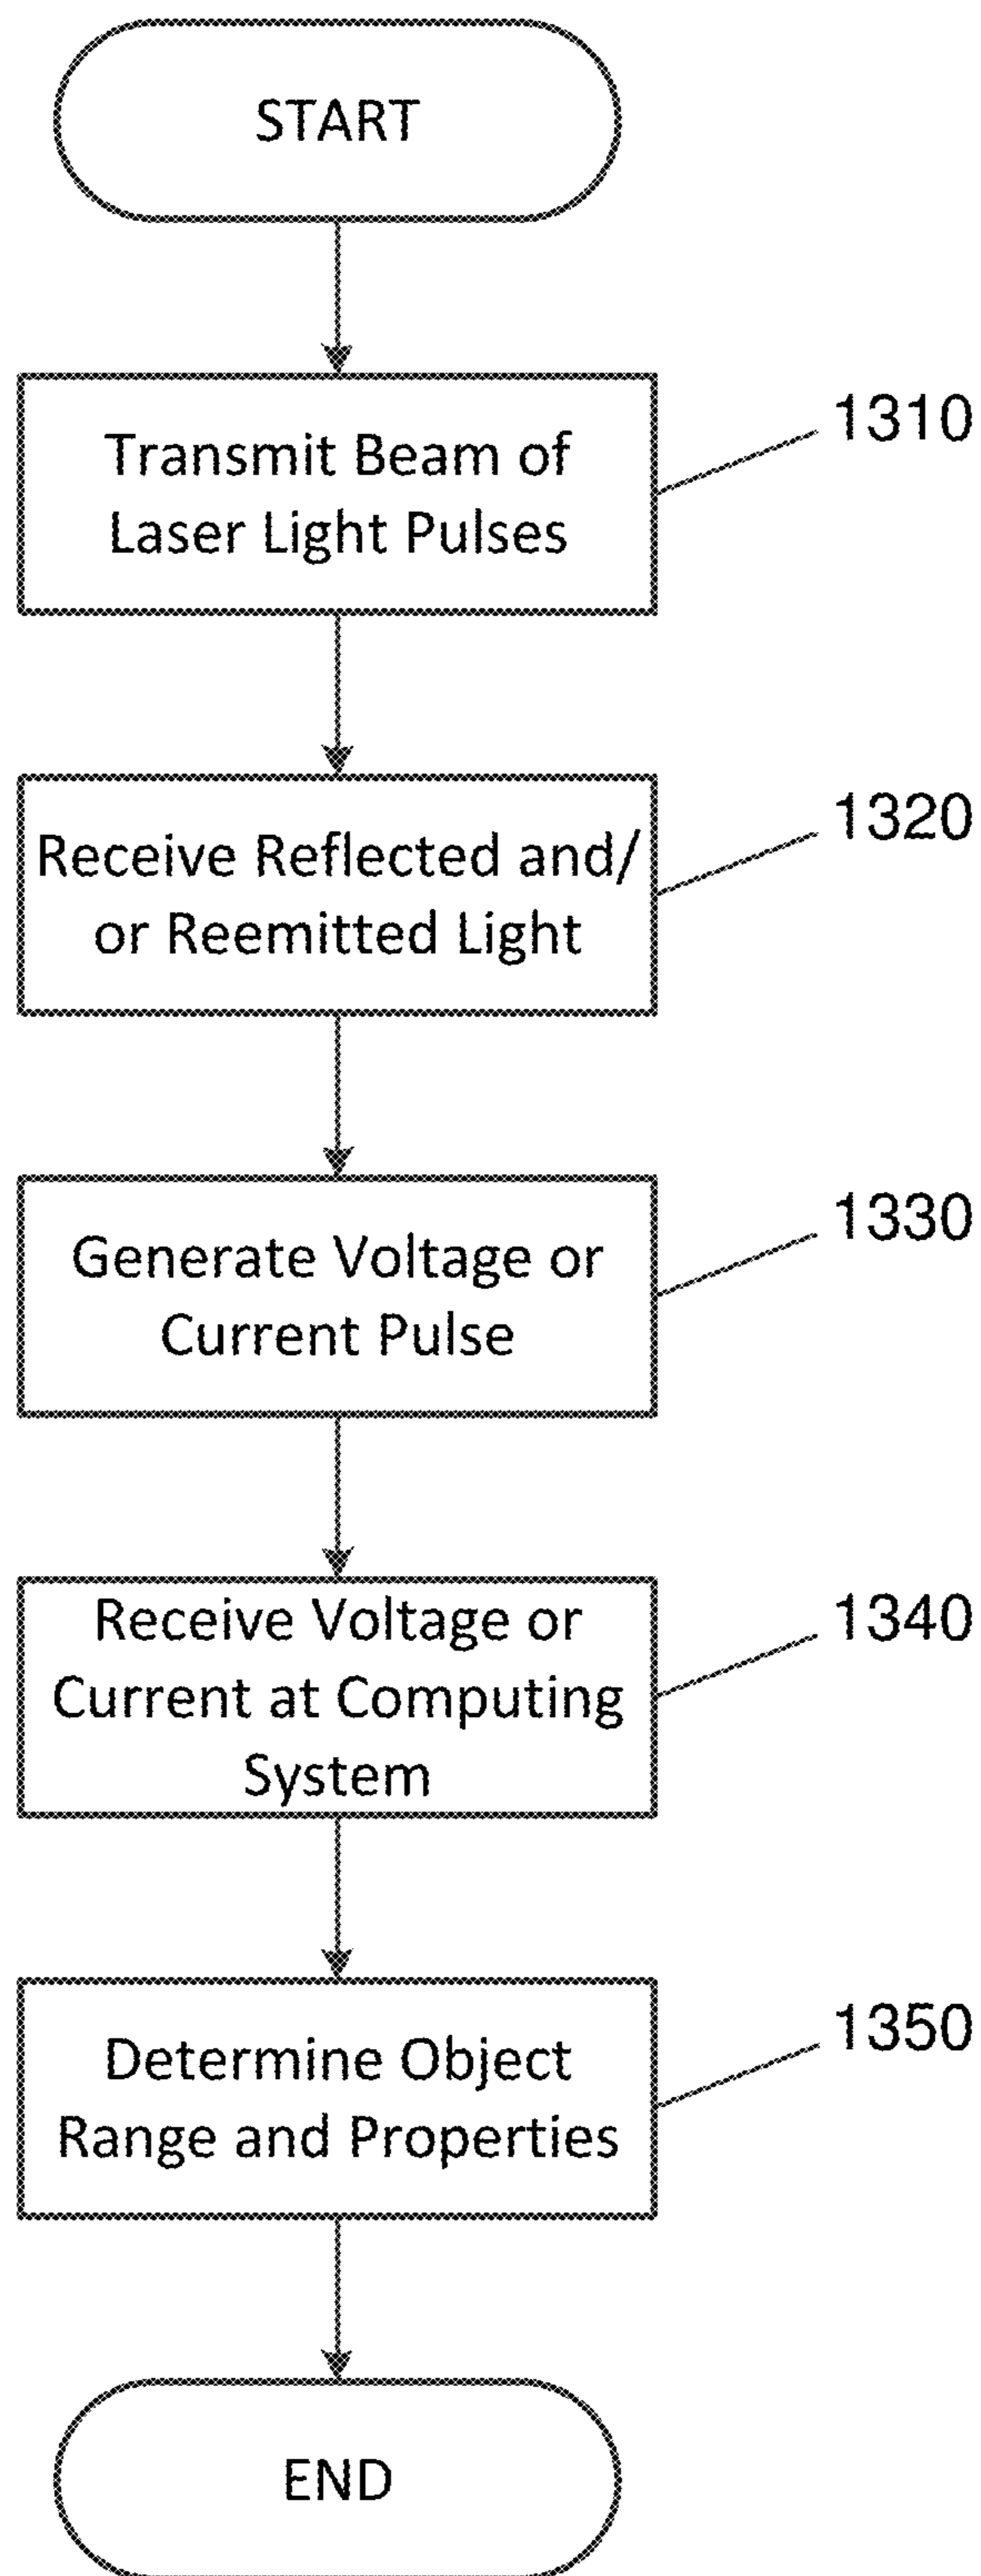 START
Transmit Beam of
Laser Light Pulses
1310
Receive Reflected and/
or Reemitted Light
1320
Generate Voltage or
Current Pulse
1330
Receive Voltage or
Current at Computing
System
1340
Determine Object
Range and Properties
1350
END